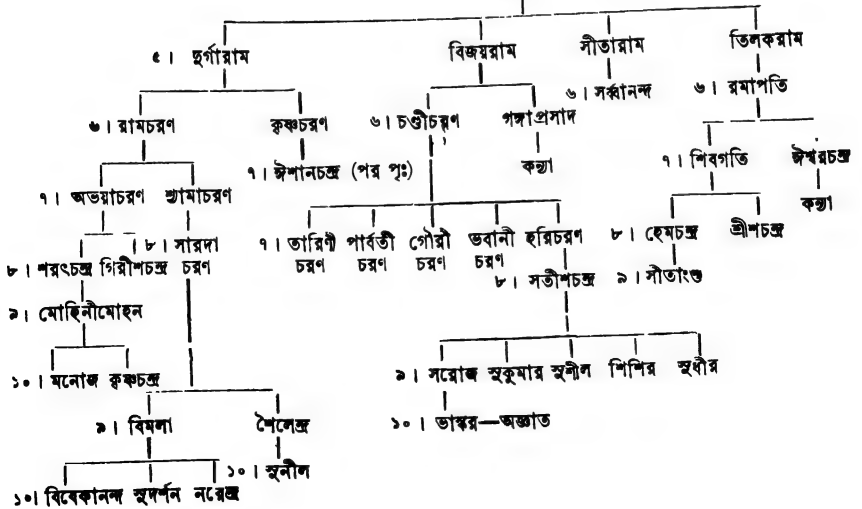 ৫। দুর্গারাম বিজয়রাম সীতারাম তিলকরাম
৬। সর্ব্বানন্দ ৬। রমাপতি
৬। রামচরণ কৃষ্ণচরণ ৬। চণ্ডীচরণ গঙ্গাপ্রসাদ
৭। ঈশানচন্দ্র (পর পৃঃ) কন্যা ৭। শিবগতি ঈশ্বরচন্দ্র
৭। অভয়াচরণ শ্যামাচরণ কন্যা
৮। সারদা ৭। তারিণী পার্বতী গৌরী ভবানী হরিচরণ ৮। হেমচন্দ্র শ্রীশচন্দ্র
৮। শরৎচন্দ্র গিরীশচন্দ্র চরণ চরণ চরণ চরণ চরণ
৮। সতীশচন্দ্র ৯। সীতাংশু
৯। মোহিনীমোহন
১০। মনোজ কৃষ্ণচন্দ্র ৯। সরোজ সুকুমার সুশীল শিশির সুধীর
৯। বিমলা শৈলেন্দ্র ১০। ভাস্কর—অজ্ঞাত
১০। সুনীল
১০। বিবেকানন্দ সুদর্শন নরেন্দ্র